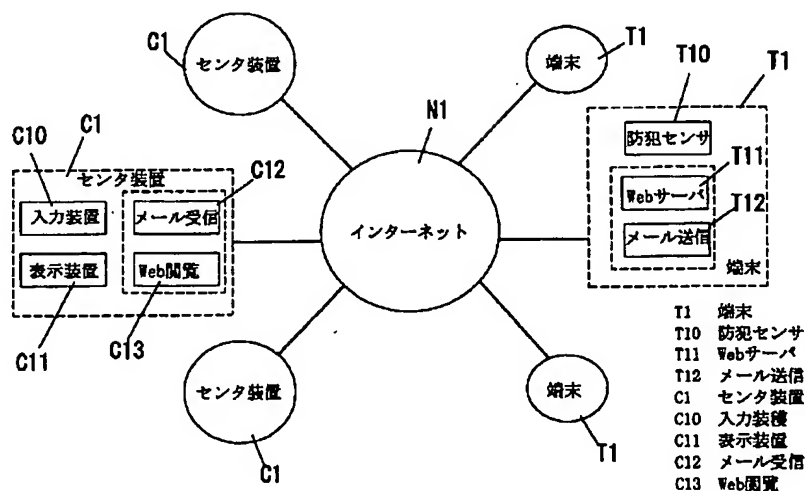 C1
T1
センタ装置
端末
T10
T1
N1
C10
C1
C12
防犯センサ
T11
センタ装置
Webサーバ
T12
入力装置
メール受信
インターネット
メール送信
表示装置
Web閲覧
端末
C11
C13
センタ装置
端末
C1
T1
T1 端末
T10 防犯センサ
T11 Webサーバ
T12 メール送信
C1 センタ装置
C10 入力装穫
C11 表示装置
C12 メール受信
C13 Web閲覧